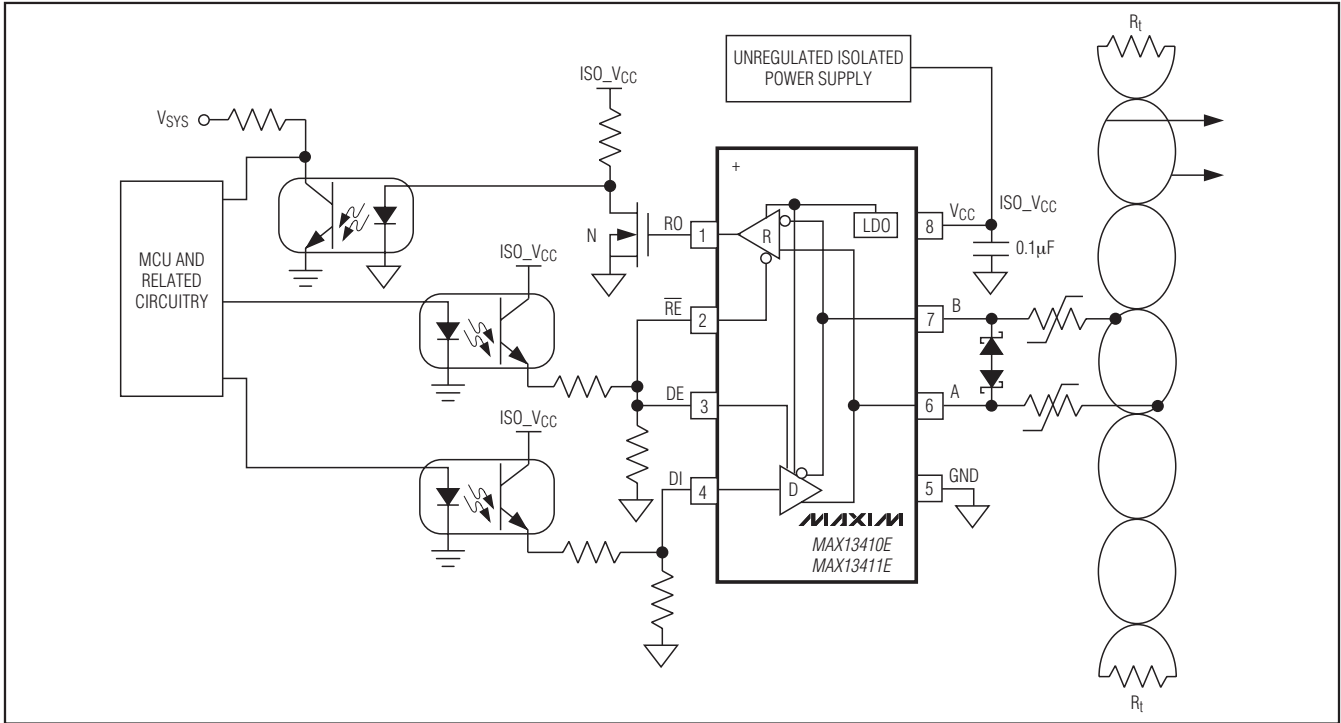 Rt
UNREGULATED ISOLATED
POWER SUPPLY
ISO_VCC
VSYS
+
VCC
ISO_VCC
RO
1
R
LDO
8
N
0.1μF
MCU AND
RELATED
CIRCUITRY
ISO_VCC
RE
2
7
B
DE
3
6
A
ISO_VCC
DI
4
D
5
GND
MAXIM
MAX13410E
MAX13411E
Rt